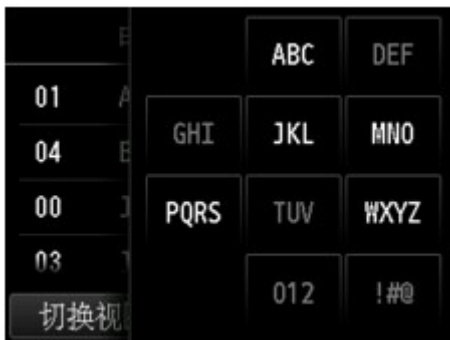 ABC DEF
01 A
GHI JKL MNO
04
00 J
PQRS TUV WXYZ
03
012 !#@
切换视